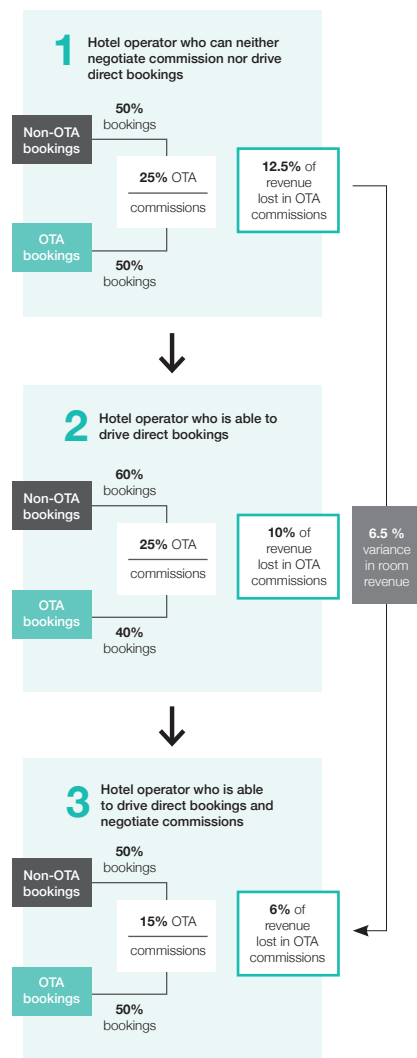 1
Hotel operator who can neither
negotiate commission nor drive
direct bookings
50%
bookings
Non-OTA
bookings
25% OTA
commissions
12.5% of
revenue
lost in OTA
commissions
OTA
bookings
50%
bookings
2
Hotel operator who is able to
drive direct bookings
60%
bookings
Non-OTA
bookings
25% OTA
commissions
10% of
revenue
lost in OTA
commissions
6.5 %
variance
in room
revenue
OTA
bookings
40%
bookings
3
Hotel operator who is able
to drive direct bookings and
negotiate commissions
50%
bookings
Non-OTA
bookings
15% OTA
commissions
6% of
revenue
lost in OTA
commissions
OTA
bookings
50%
bookings